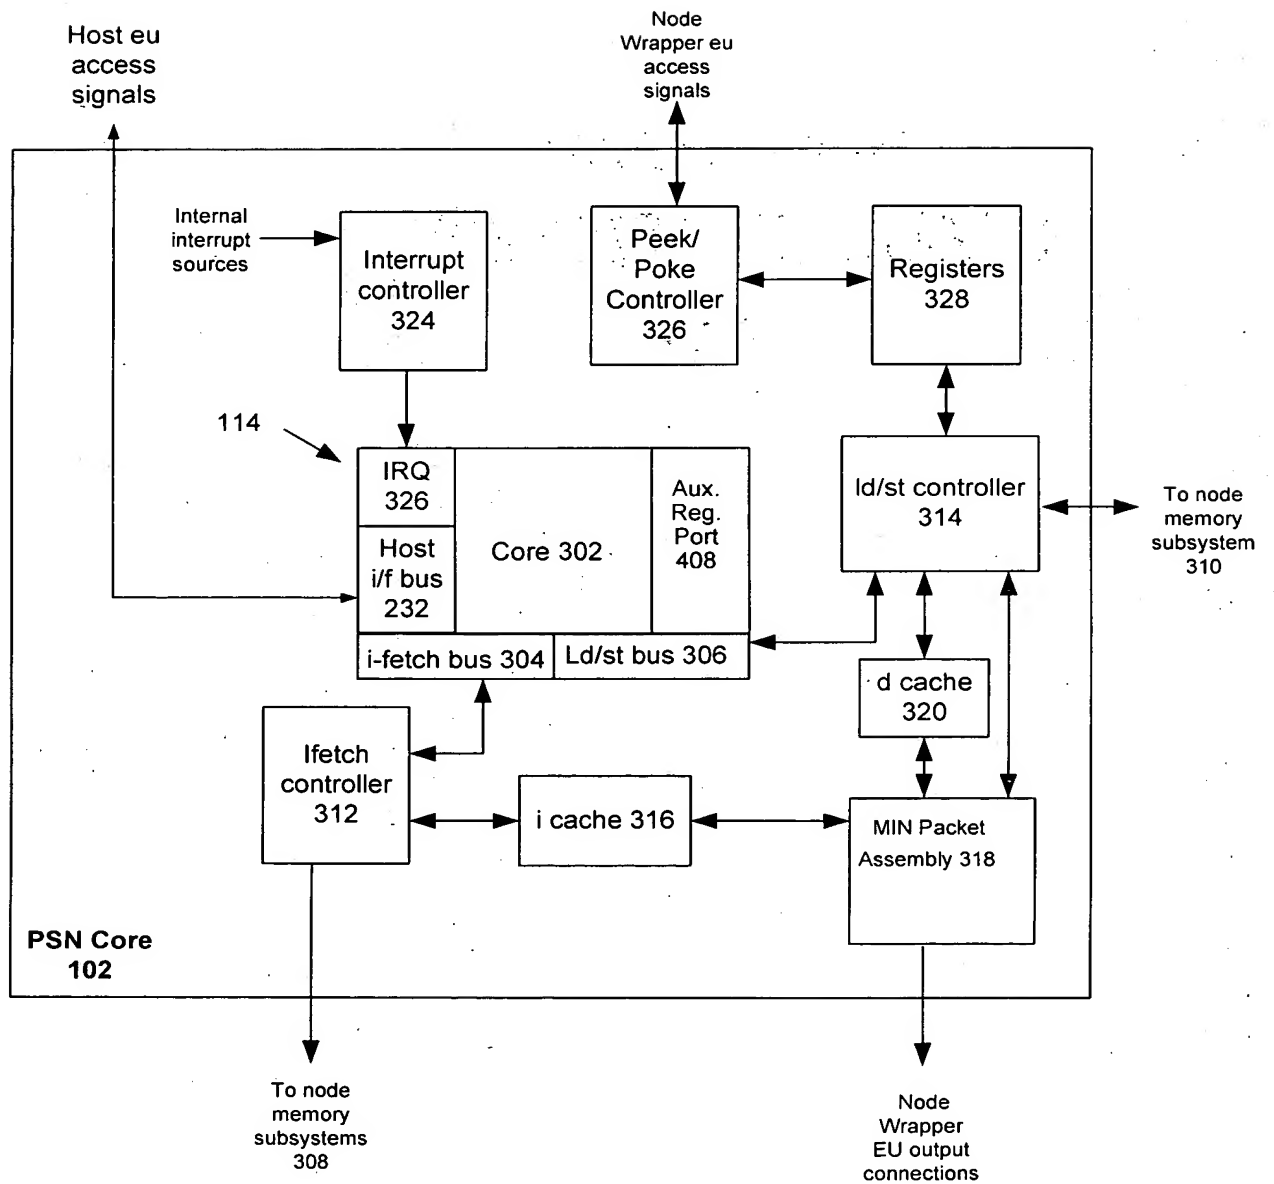 Host eu
access
signals
Node
Wrapper eu
access
signals
Internal
interrupt
sources
Interrupt
controller
324
Peek/
Poke
Controller
326
Registers
328
114
IRQ
326
Host
i/f bus
232
Core 302
Aux.
Reg.
Port
408
i-fetch bus 304
Ld/st bus 306
ld/st controller
314
To node
memory
subsystem
310
d cache
320
Ifetch
controller
312
i cache 316
MIN Packet
Assembly 318
PSN Core
102
To node
memory
subsystems
308
Node
Wrapper
EU output
connections